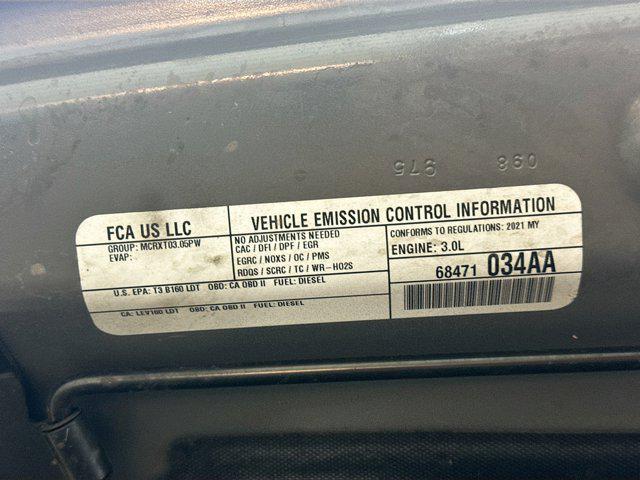 975 098
FCA US LLC
GROUP: MCRXT03.05PW
EVAP:
VEHICLE EMISSION CONTROL INFORMATION
NO ADJUSTMENTS NEEDED
CAC / DFI / DPF / EGR
EGRC / NOXS / OC / PMS
RDQS / SCRC / TC / WR-HO2S
CONFORMS TO REGULATIONS: 2021 MY
ENGINE: 3.0L
68471 034AA
U.S. EPA: T3 B160 LDT OBD: CA OBD II FUEL: DIESEL
CA: LEV160 LDT OBD: CA OBD II FUEL: DIESEL